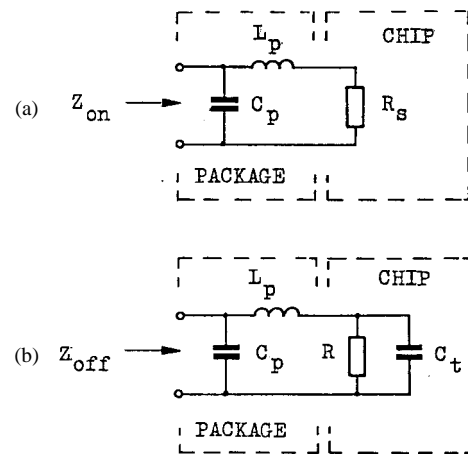 L_p CHIP
(a) Z_on C_p R_s
PACKAGE
L_p CHIP
(b) Z_off C_p R C_t
PACKAGE